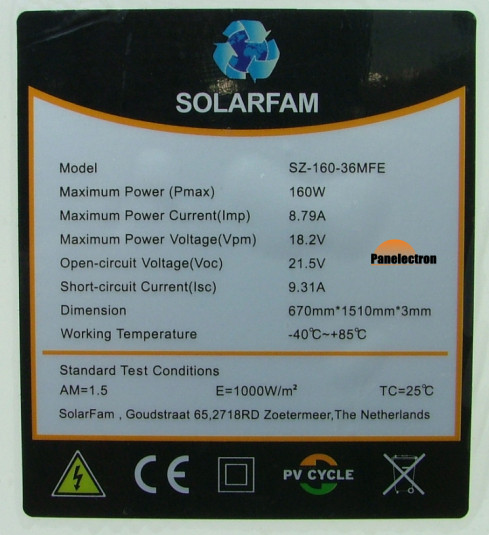 SOLARFAM
Model SZ-160-36MFE
Maximum Power (Pmax) 160W
Maximum Power Current(Imp) 8.79A
Maximum Power Voltage(Vpm) 18.2V
Open-circuit Voltage(Voc) 21.5V
Panelectron
Short-circuit Current(Isc) 9.31A
Dimension 670mm*1510mm*3mm
Working Temperature -40℃~+85℃
Standard Test Conditions
AM=1.5 E=1000W/m² TC=25℃
SolarFam , Goudstraat 65,2718RD Zoetermeer,The Netherlands
CE PV CYCLE